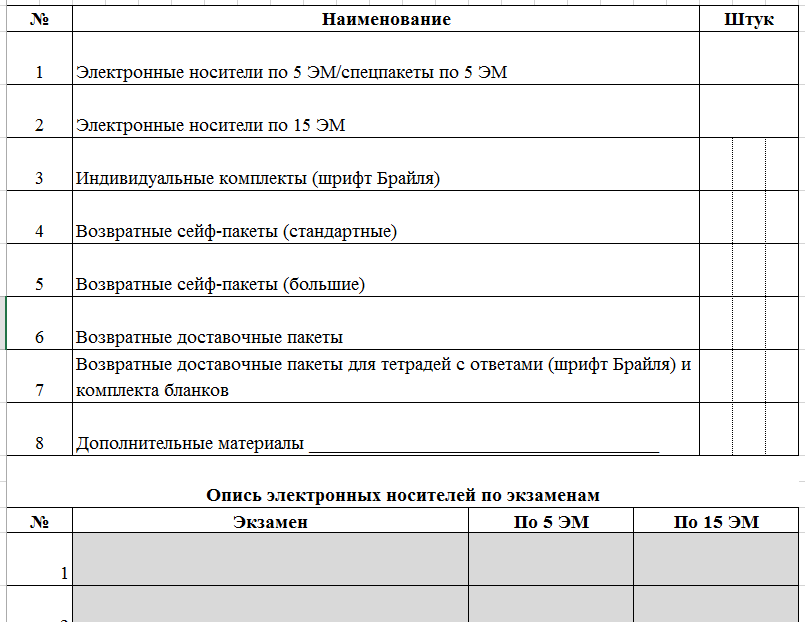 № Наименование Штук
1 Электронные носители по 5 ЭМ/спецпакеты по 5 ЭМ
2 Электронные носители по 15 ЭМ
3 Индивидуальные комплекты (шрифт Брайля)
4 Возвратные сейф-пакеты (стандартные)
5 Возвратные сейф-пакеты (большие)
6 Возвратные доставочные пакеты
Возвратные доставочные пакеты для тетрадей с ответами (шрифт Брайля) и
7 комплекта бланков
8 Дополнительные материалы
Опись электронных носителей по экзаменам
№ Экзамен По 5 ЭМ По 15 ЭМ
1